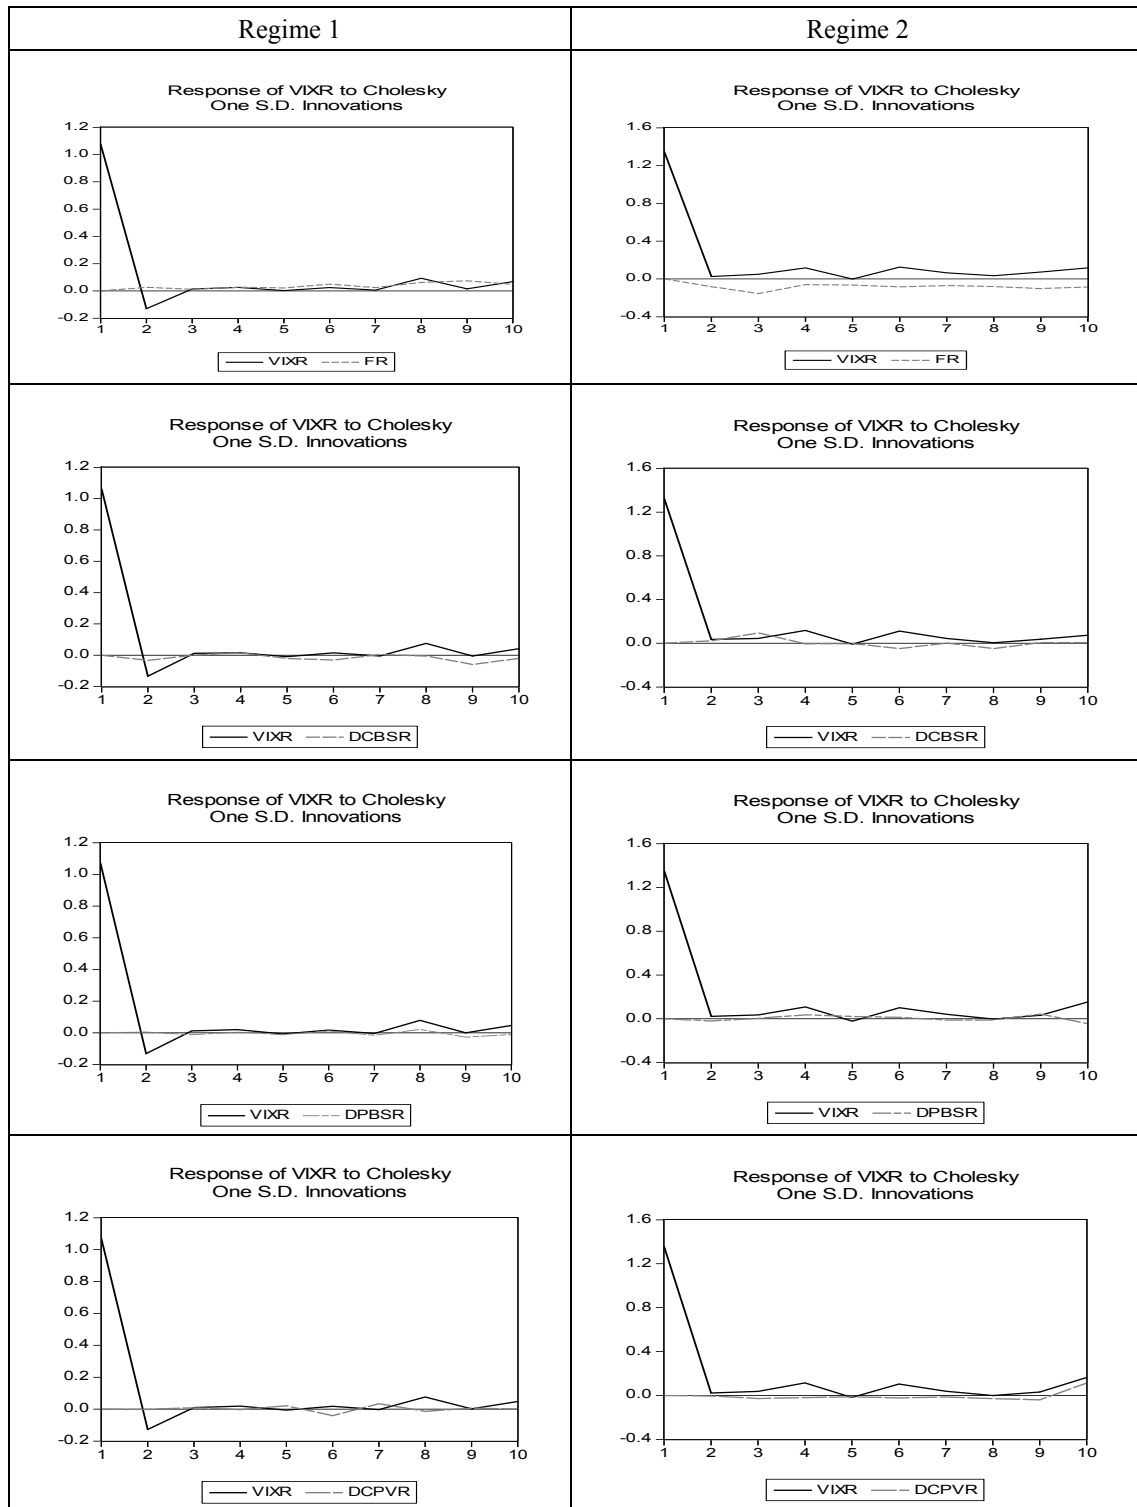 Regime 1
Regime 2
Response of VIXR to Cholesky
One S.D. Innovations
1.2
1.0
0.8
0.6
0.4
0.2
0.0
-0.2
1 2 3 4 5 6 7 8 9 10
VIXR FR
Response of VIXR to Cholesky
One S.D. Innovations
1.6
1.2
0.8
0.4
0.0
-0.4
1 2 3 4 5 6 7 8 9 10
VIXR FR
Response of VIXR to Cholesky
One S.D. Innovations
1.2
1.0
0.8
0.6
0.4
0.2
0.0
-0.2
1 2 3 4 5 6 7 8 9 10
VIXR DCBSR
Response of VIXR to Cholesky
One S.D. Innovations
1.6
1.2
0.8
0.4
0.0
-0.4
1 2 3 4 5 6 7 8 9 10
VIXR DCBSR
Response of VIXR to Cholesky
One S.D. Innovations
1.2
1.0
0.8
0.6
0.4
0.2
0.0
-0.2
1 2 3 4 5 6 7 8 9 10
VIXR DPBSR
Response of VIXR to Cholesky
One S.D. Innovations
1.6
1.2
0.8
0.4
0.0
-0.4
1 2 3 4 5 6 7 8 9 10
VIXR DPBSR
Response of VIXR to Cholesky
One S.D. Innovations
1.2
1.0
0.8
0.6
0.4
0.2
0.0
-0.2
1 2 3 4 5 6 7 8 9 10
VIXR DCPVR
Response of VIXR to Cholesky
One S.D. Innovations
1.6
1.2
0.8
0.4
0.0
-0.4
1 2 3 4 5 6 7 8 9 10
VIXR DCPVR